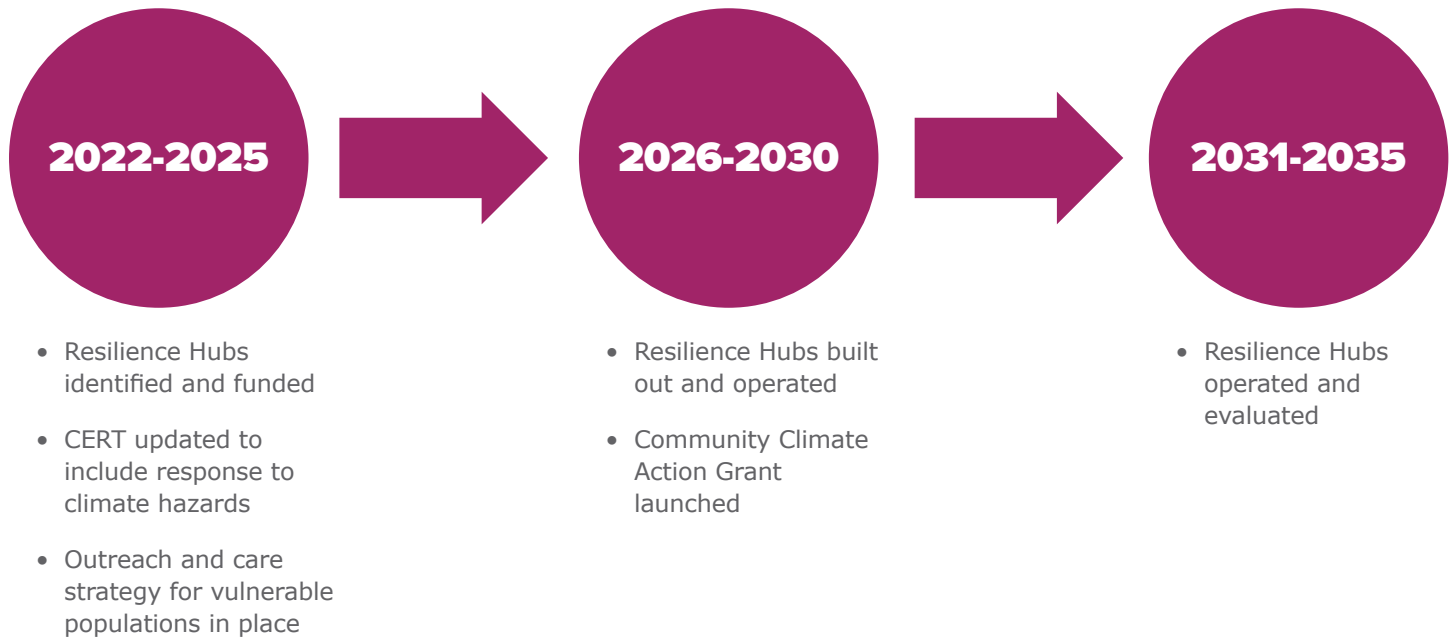 2022-2025
• Resilience Hubs
identified and funded
• CERT updated to
include response to
climate hazards
• Outreach and care
strategy for vulnerable
populations in place
2026-2030
• Resilience Hubs built
out and operated
• Community Climate
Action Grant
launched
2031-2035
• Resilience Hubs
operated and
evaluated